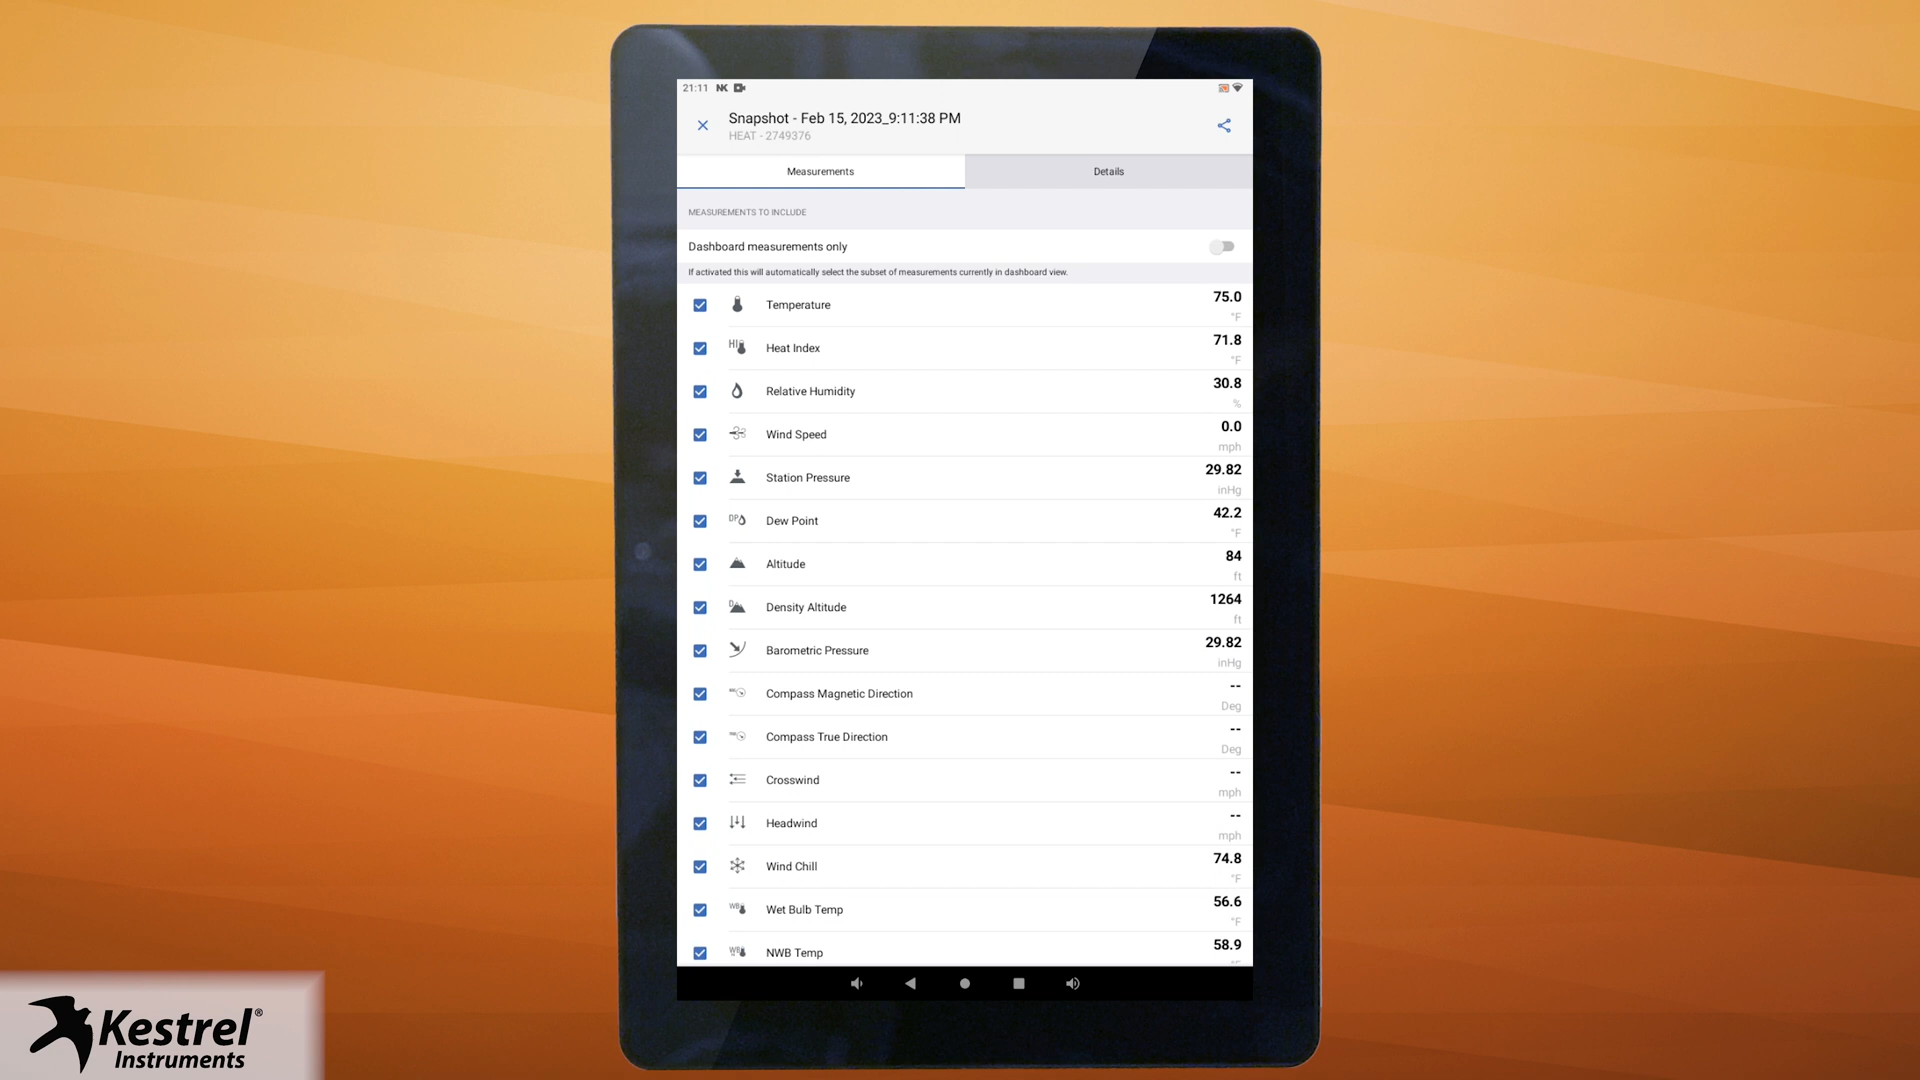 21:11 NK
Snapshot - Feb 15, 2023_9:11:38 PM
HEAT - 2749376
Measurements Details
MEASUREMENTS TO INCLUDE
Dashboard measurements only
If activated this will automatically select the subset of measurements currently in dashboard view.
Temperature 75.0
°F
HI Heat Index 71.8
°F
Relative Humidity 30.8
%
Wind Speed 0.0
mph
Station Pressure 29.82
inHg
DP Dew Point 42.2
°F
Altitude 84
ft
D Density Altitude 1264
ft
Barometric Pressure 29.82
inHg
Compass Magnetic Direction --
Deg
Compass True Direction --
Deg
Crosswind --
mph
Headwind --
mph
Wind Chill 74.8
°F
WB Wet Bulb Temp 56.6
°F
WB NWB Temp 58.9
Kestrel®
Instruments